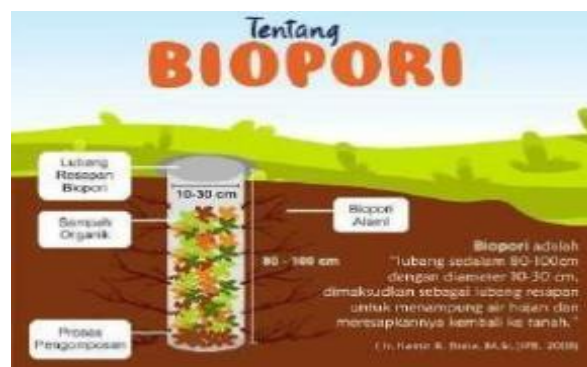 Tentang
BIOPORI
Lubang
Resapan
Biopori
10-30 cm
Sampah
Organik
Biopori
Alami
80 - 100 cm
Biopori adalah
"lubang sedalam 80-100cm
dengan diameter 10-30 cm,
dimaksudkan sebagai lubang resapan
untuk menampung air hujan dan
meresapkannya kembali ke tanah."
Proses
Pengomposan